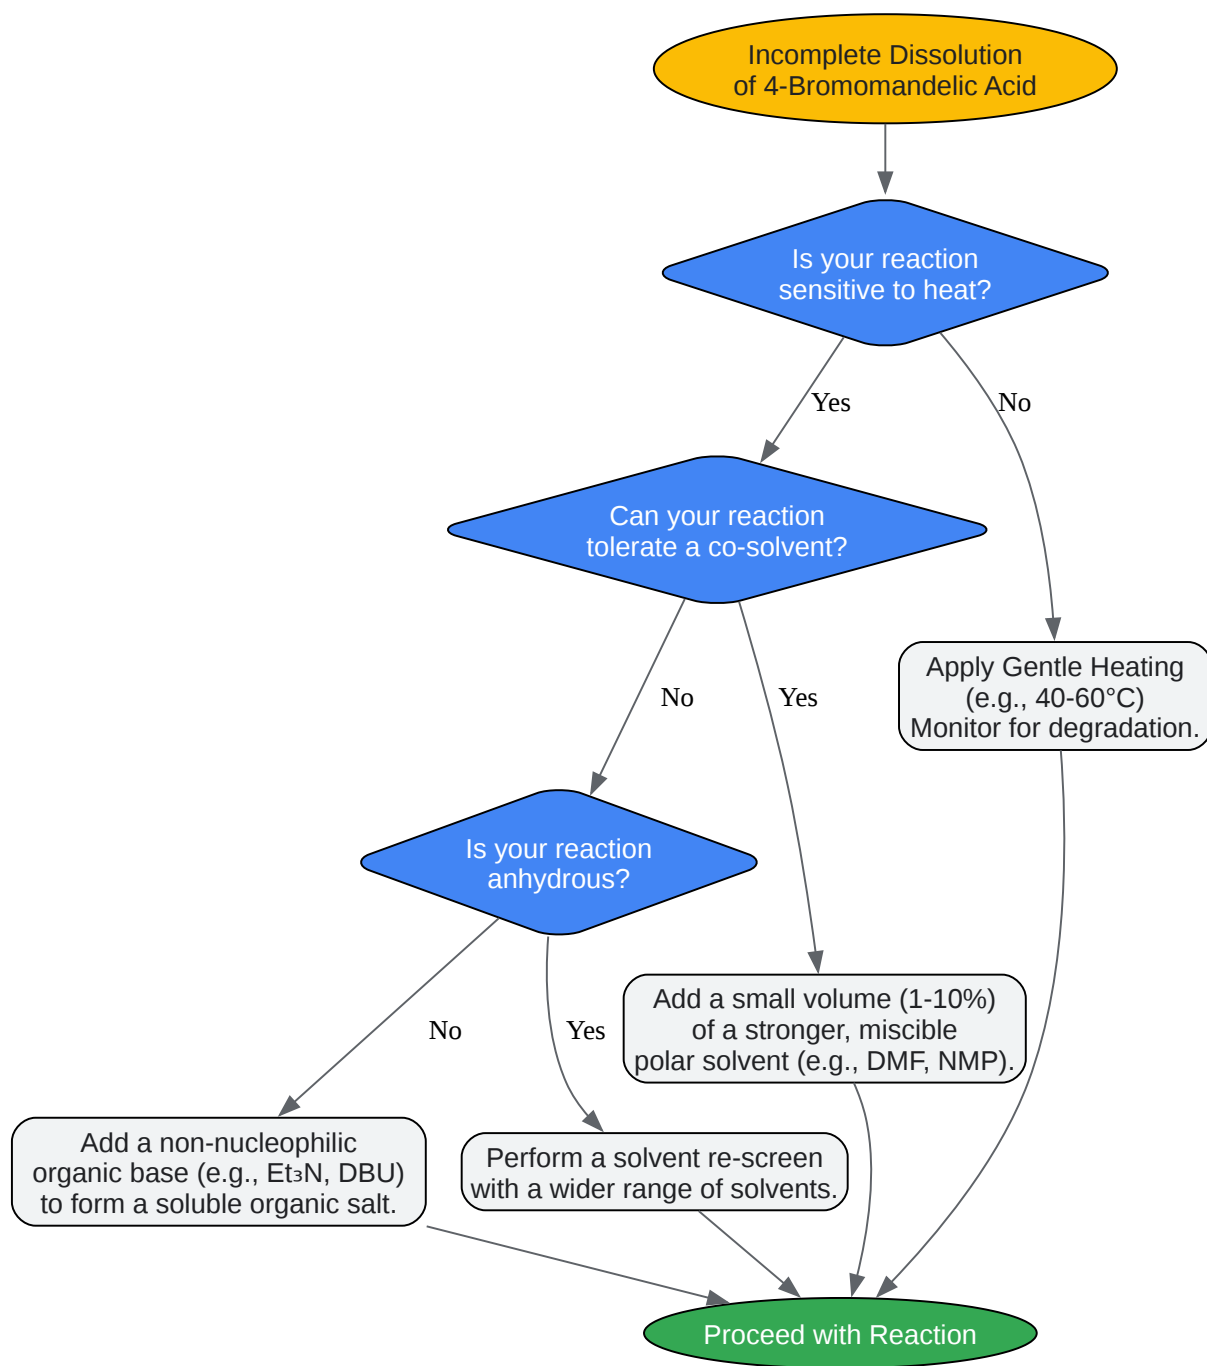 Incomplete Dissolution
of 4-Bromomandelic Acid
Is your reaction
sensitive to heat?
Yes
No
Can your reaction
tolerate a co-solvent?
No
Yes
Apply Gentle Heating
(e.g., 40-60°C)
Monitor for degradation.
Is your reaction
anhydrous?
No
Yes
Add a small volume (1-10%)
of a stronger, miscible
polar solvent (e.g., DMF, NMP).
Add a non-nucleophilic
organic base (e.g., Et₃N, DBU)
to form a soluble organic salt.
Perform a solvent re-screen
with a wider range of solvents.
Proceed with Reaction